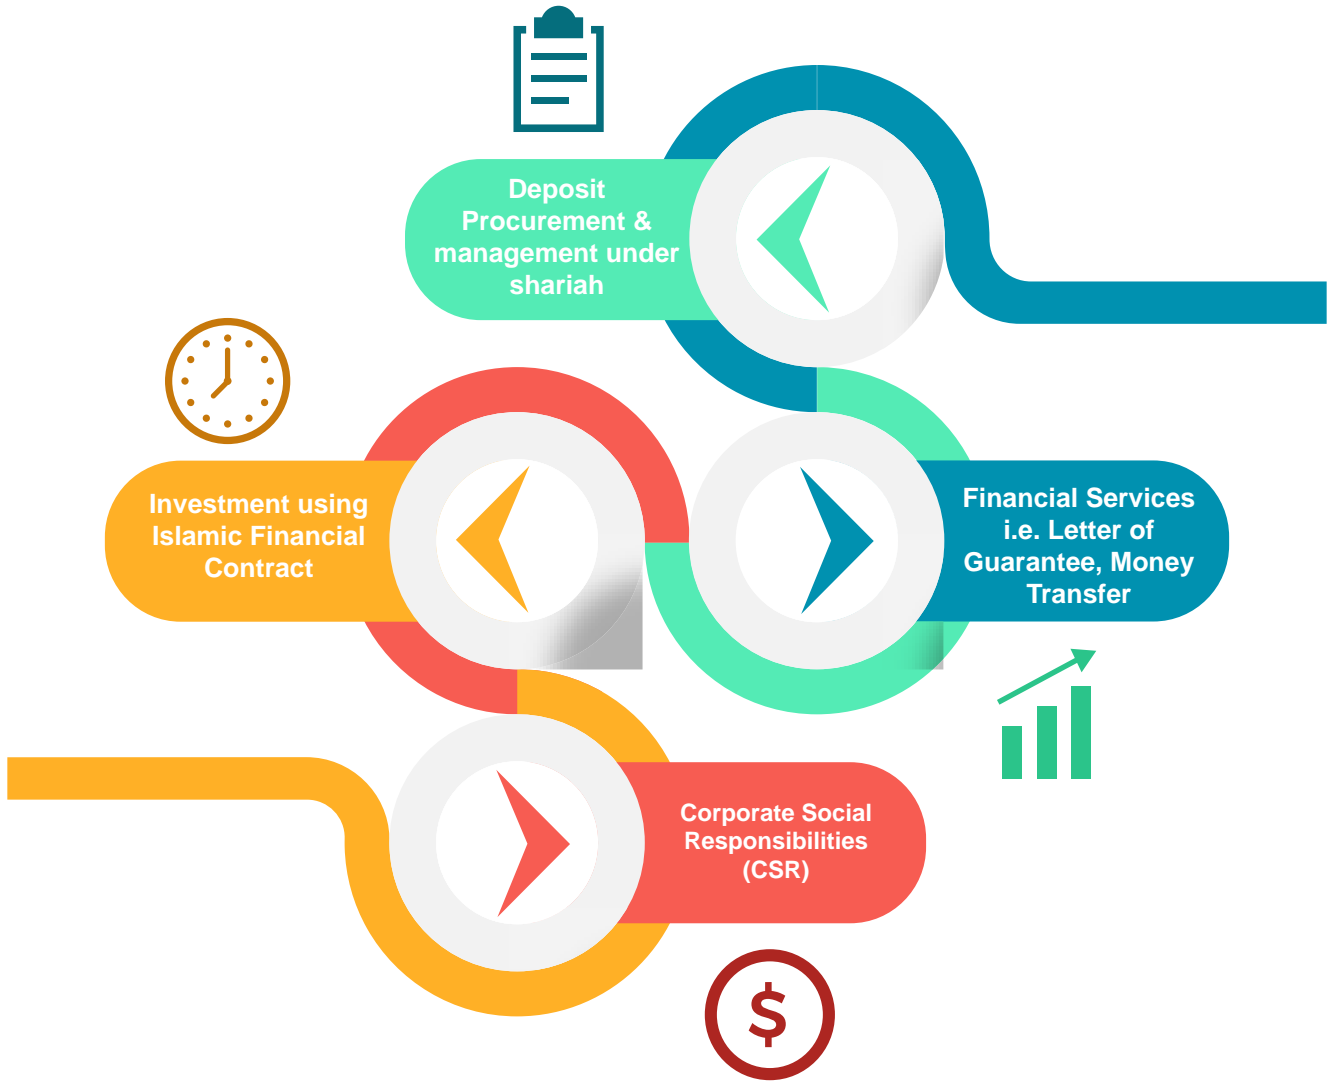 Deposit
Procurement &
management under
shariah
Investment using
Islamic Financial
Contract
Financial Services
i.e. Letter of
Guarantee, Money
Transfer
Corporate Social
Responsibilities
(CSR)
$